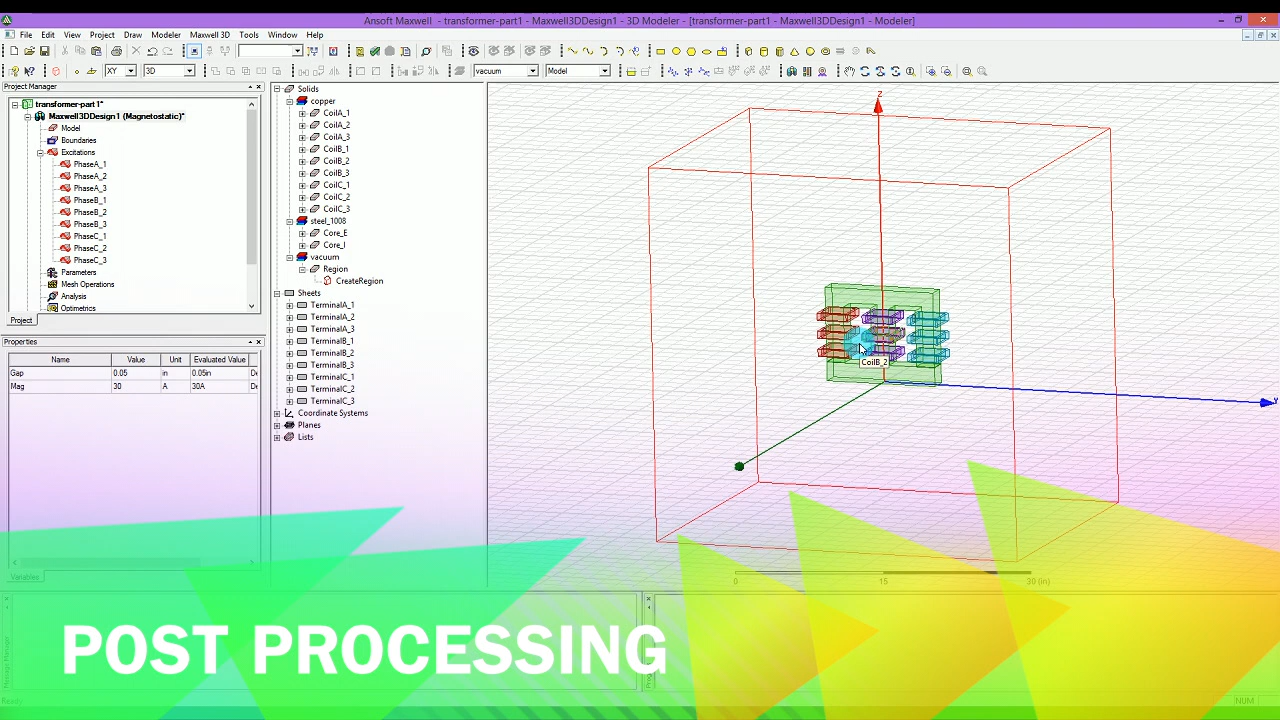 Ansoft Maxwell - transformer-part1 - Maxwell3DDesign1 - 3D Modeler - [transformer-part1 - Maxwell3DDesign1 - Modeler]
File Edit View Project Draw Modeler Maxwell 3D Tools Window Help
XY 3D vacuum Model
Project Manager
transformer-part1*
Maxwell3DDesign1 (Magnetostatic)*
Model
Boundaries
Excitations
PhaseA_1
PhaseA_2
PhaseA_3
PhaseB_1
PhaseB_2
PhaseB_3
PhaseC_1
PhaseC_2
PhaseC_3
Parameters
Mesh Operations
Analysis
Optimetrics
Project
Properties
Name Value Unit Evaluated Value
Gap 0.05 in 0.05in
Mag 30 A 30A
Variables
Solids
copper
CoilA_1
CoilA_2
CoilA_3
CoilB_1
CoilB_2
CoilB_3
CoilC_1
CoilC_2
CoilC_3
steel_1008
Core_E
Core_I
vacuum
Region
CreateRegion
Sheets
TerminalA_1
TerminalA_2
TerminalA_3
TerminalB_1
TerminalB_2
TerminalB_3
TerminalC_1
TerminalC_2
TerminalC_3
Coordinate Systems
Planes
Lists
Z
CoilB_2
Y
0 15 30 (in)
POST PROCESSING
Ready
NUM